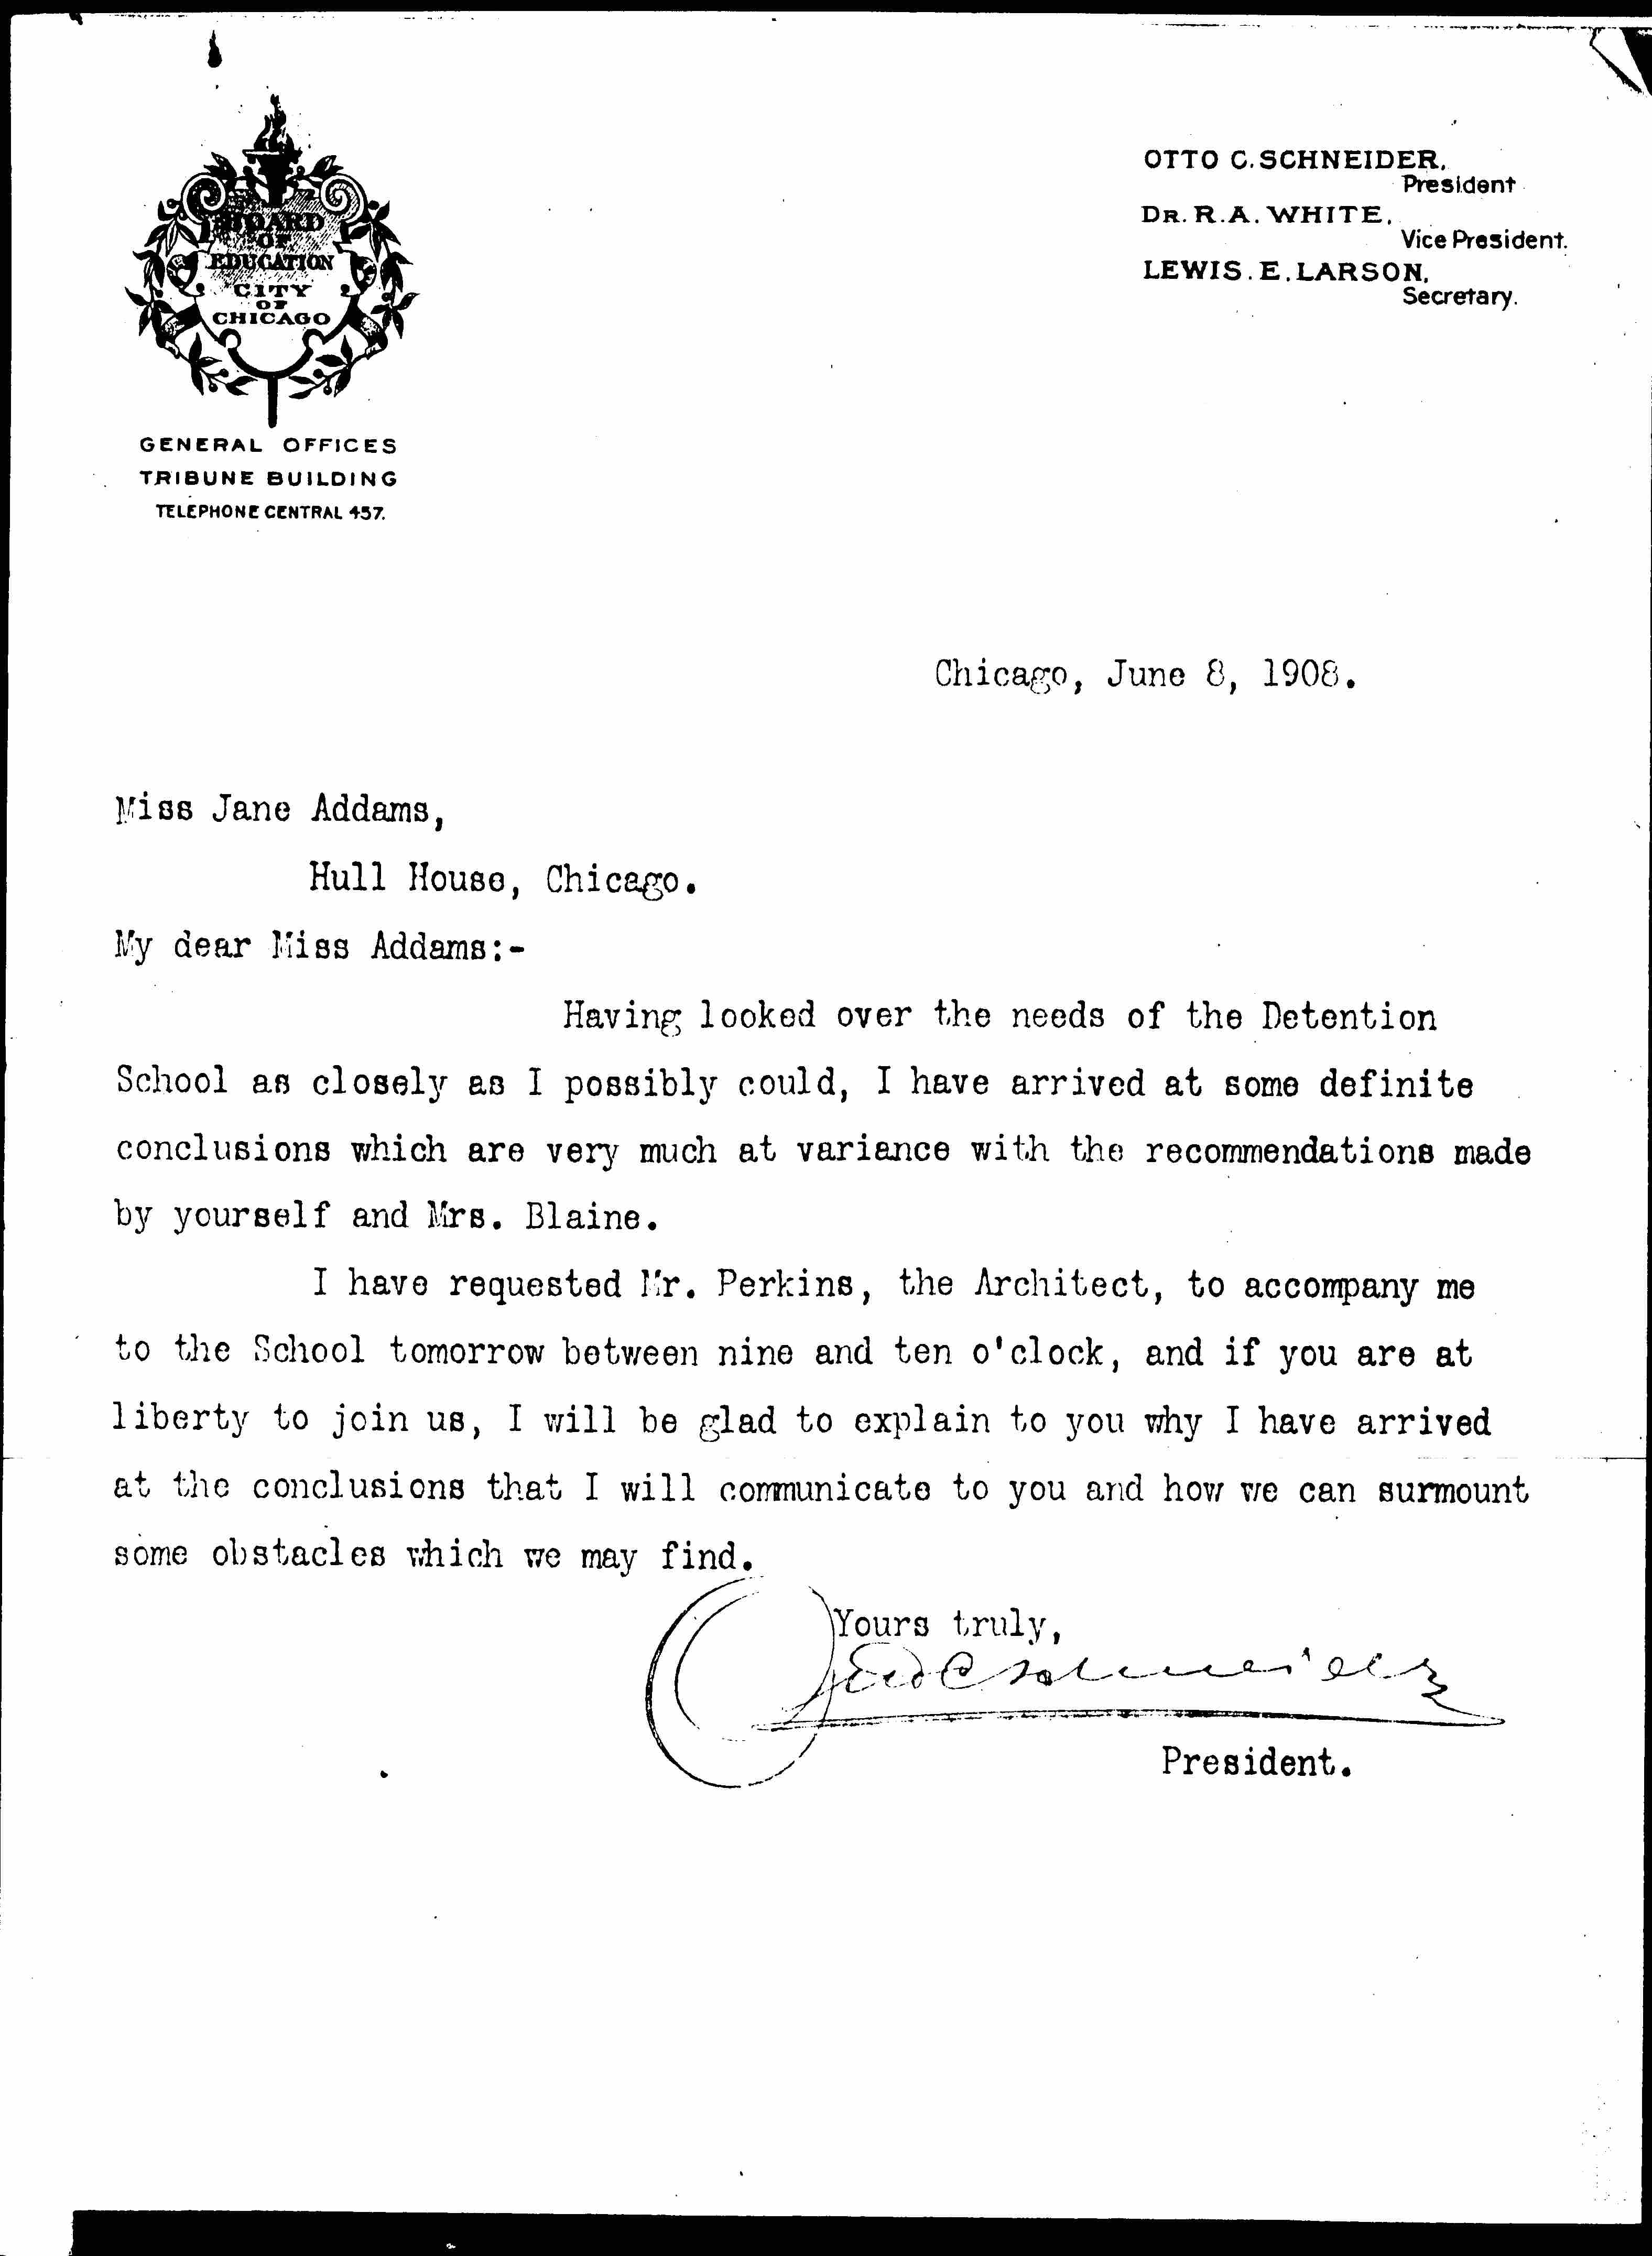 BOARD
OF
EDUCATION
CITY
OF
CHICAGO
GENERAL OFFICES
TRIBUNE BUILDING
TELEPHONE CENTRAL 457.
OTTO C. SCHNEIDER,
President
DR. R. A. WHITE,
Vice President.
LEWIS. E. LARSON,
Secretary.
Chicago, June 8, 1908.
Miss Jane Addams,
Hull House, Chicago.
My dear Miss Addams:-
Having looked over the needs of the Detention
School as closely as I possibly could, I have arrived at some definite
conclusions which are very much at variance with the recommendations made
by yourself and Mrs. Blaine.
I have requested Mr. Perkins, the Architect, to accompany me
to the School tomorrow between nine and ten o'clock, and if you are at
liberty to join us, I will be glad to explain to you why I have arrived
at the conclusions that I will communicate to you and how we can surmount
some obstacles which we may find.
Yours truly,
Otto C Schneider
President.